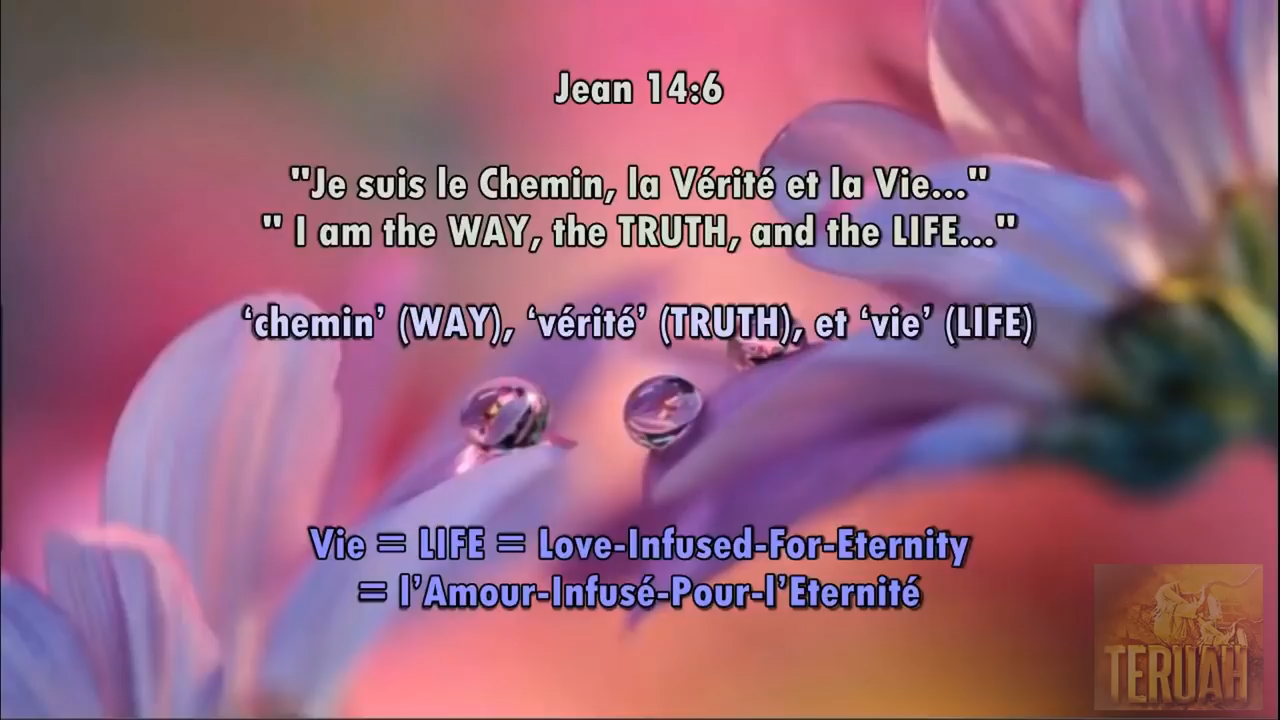 Jean 14:6
"Je suis le Chemin, la Vérité et la Vie..."
" I am the WAY, the TRUTH, and the LIFE..."
‘chemin’ (WAY), ‘vérité’ (TRUTH), et ‘vie’ (LIFE)
Vie = LIFE = Love-Infused-For-Eternity
= l’Amour-Infusé-Pour-l’Eternité
TERUAH